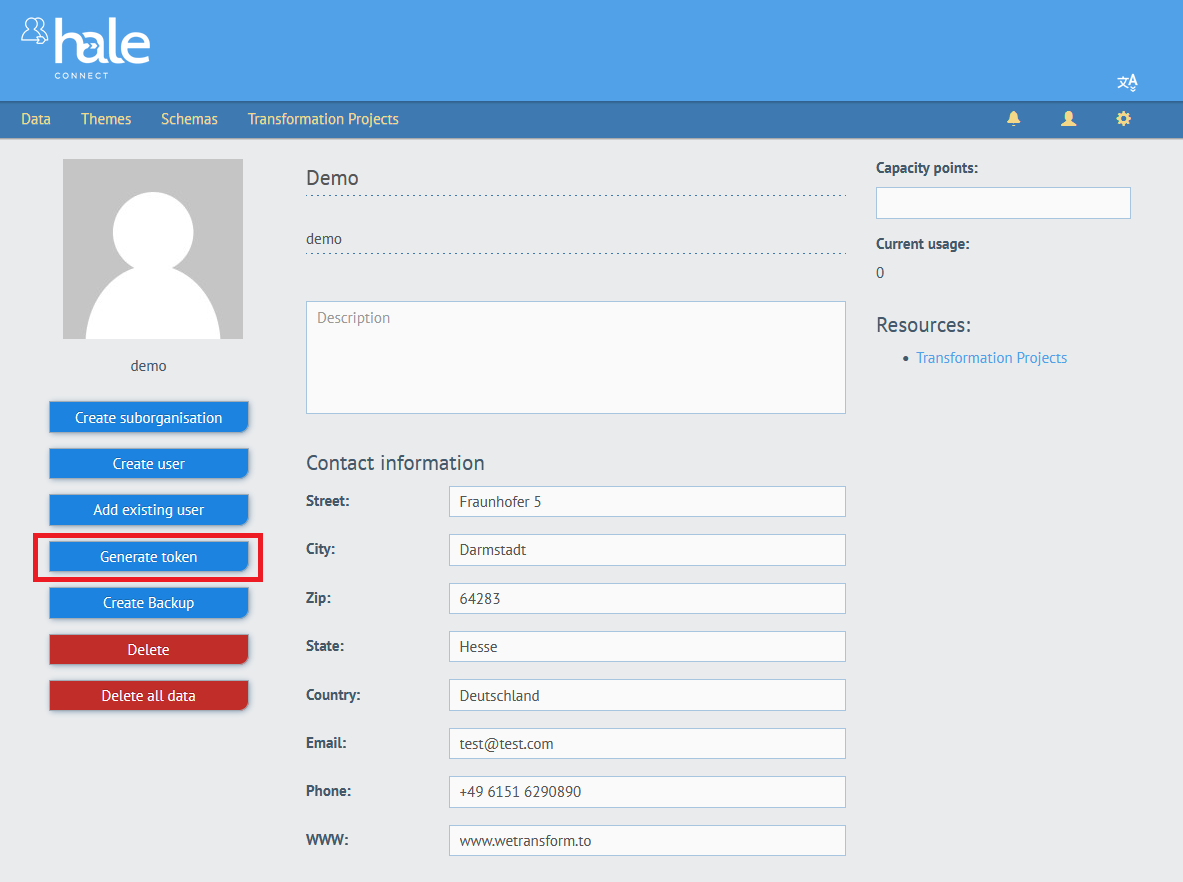 hale
CONNECT
文A
Data Themes Schemas Transformation Projects
demo
Create suborganisation
Create user
Add existing user
Generate token
Create Backup
Delete
Delete all data
Demo
demo
Description
Contact information
Street: Fraunhofer 5
City: Darmstadt
Zip: 64283
State: Hesse
Country: Deutschland
Email: test@test.com
Phone: +49 6151 6290890
WWW: www.wetransform.to
Capacity points:
Current usage:
0
Resources:
• Transformation Projects